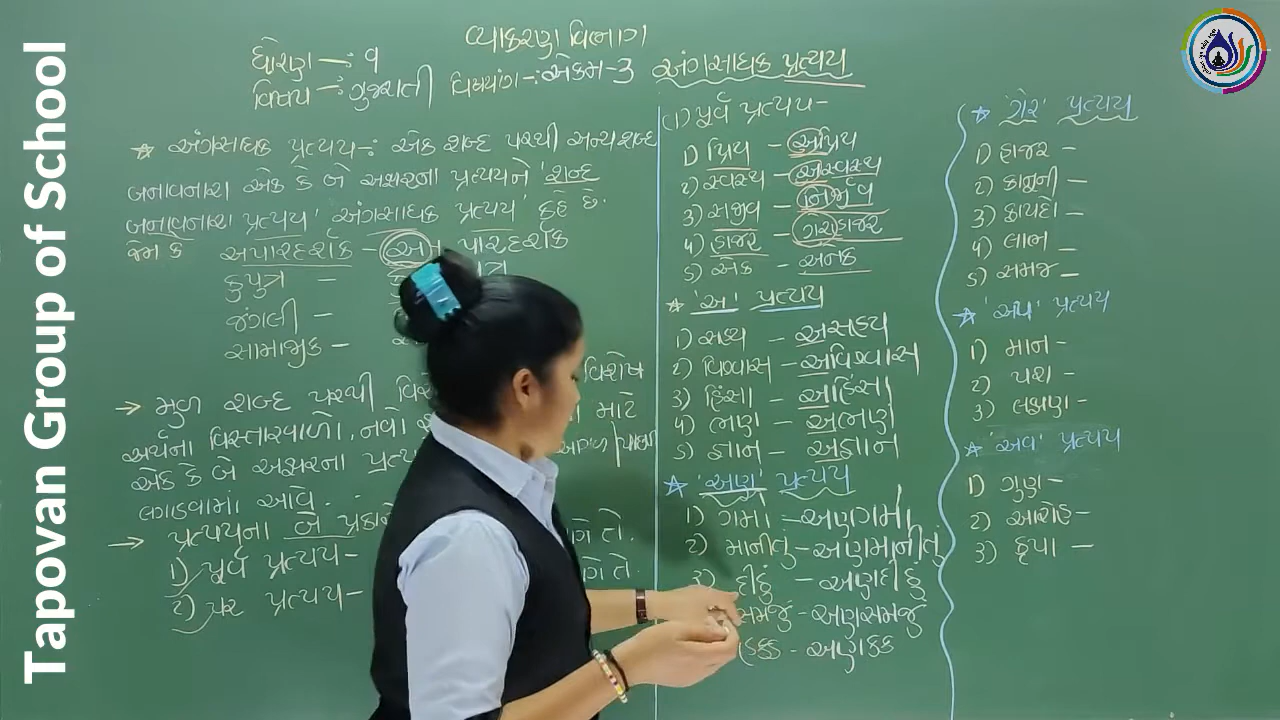 Tapovan Group of School
વ્યાકરણ વિભાગ
ધોરણ — : ૧
વિષય — : ગુજરાતી વિષયાંગ - : એકમ-3 અંગસાધક પ્રત્યય
☆ અંગસાધક પ્રત્યય - : એક શબ્દ પરથી અન્ય શબ્દ
બનાવનારા એક કે બે અક્ષરના પ્રત્યયને 'શબ્દ
બનાવનારા પ્રત્યય' 'અંગસાધક પ્રત્યય' કહે છે.
જેમ કે અપારદર્શક - અ પારદર્શક
કુપુત્ર -
જંગલી -
સામાજીક -
→ મુળ શબ્દ પરથી વિશેષ
અર્થના વિસ્તારવાળો, નવો માટે
એક કે બે અક્ષરના
લગાડવામાં આવે.
→ પ્રત્યયના બે
1) પૂર્વ પ્રત્યય - તે.
2) પર પ્રત્યય - તે.
(1) પૂર્વ પ્રત્યય -
1) પ્રિય - અપ્રિય
2) સ્વસ્થ - અસ્વસ્થ
3) સજીવ - નિર્જીવ
4) હાજર - ગેરહાજર
5) એક - અનેક
☆ 'અ' પ્રત્યય
1) સહ્ય - અસહ્ય
2) વિશ્વાસ - અવિશ્વાસ
3) હિંસા - અહિંસા
4) ભણ - અભણ
5) જ્ઞાન - અજ્ઞાન
☆ 'અણ' પ્રત્યય
1) ગમો - અણગમો
2) માનીતું - અણમાનીતું
3) દીઠું - અણદીઠું
સમજુ - અણસમજુ
હક્ક - અણહક
☆ 'ગેર' પ્રત્યય
1) હાજર -
2) કાનૂની -
3) કાયદો -
4) લાભ -
5) સમજ -
☆ 'અપ' પ્રત્યય
1) માન -
2) યશ -
3) લક્ષણ -
☆ 'અવ' પ્રત્યય
1) ગુણ -
2) આરોહ -
3) કૃપા -